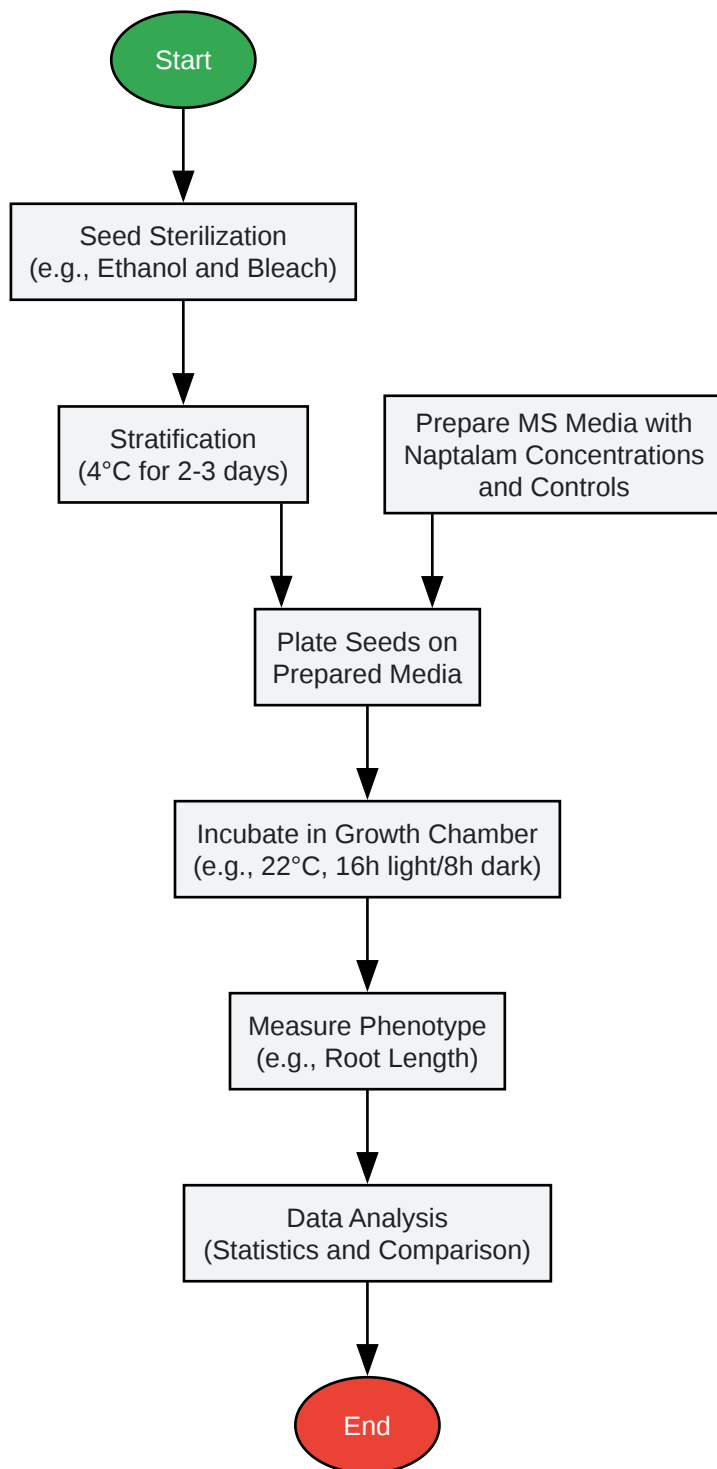 Start
Seed Sterilization
(e.g., Ethanol and Bleach)
Stratification
(4°C for 2-3 days)
Prepare MS Media with
Naptalam Concentrations
and Controls
Plate Seeds on
Prepared Media
Incubate in Growth Chamber
(e.g., 22°C, 16h light/8h dark)
Measure Phenotype
(e.g., Root Length)
Data Analysis
(Statistics and Comparison)
End